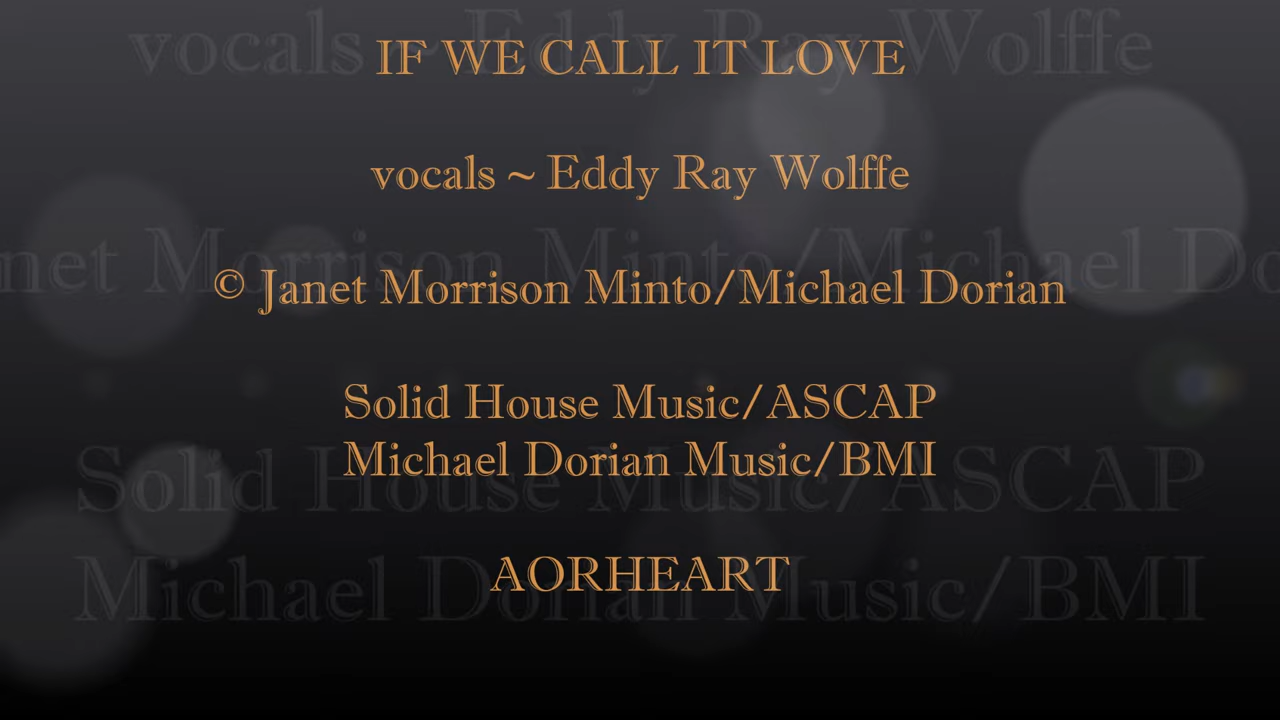 IF WE CALL IT LOVE
vocals ~ Eddy Ray Wolffe
© Janet Morrison Minto/Michael Dorian
Solid House Music/ASCAP
Michael Dorian Music/BMI
AORHEART